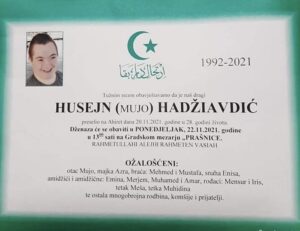 1992-2021
Tužnim srcem obavještavamo da je naš dragi
HUSEJN (MUJO) HADŽIAVDIĆ
preselio na Ahiret dana 20.11.2021. godine u 28. godini života.
Dženaza će se obaviti u PONEDJELJAK, 22.11.2021. godine
u 13⁰⁰ sati na Gradskom mezarju „PRAŠNICE.
RAHMETULLAHI ALEJHI RAHMETEN VASIAH
OŽALOŠĆENI:
otac Mujo, majka Azra, braća: Mehmed i Mustafa, snaha Enisa,
amidžići i amidžične: Emina, Merjem, Muhamed i Amar, rođaci: Mensur i Iris,
tetak Meša, tetka Muhidina
te ostala mnogobrojna rodbina, komšije i prijatelji.